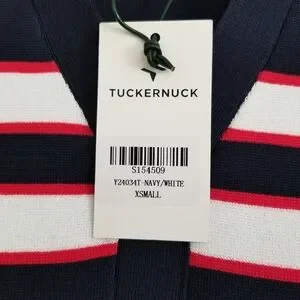 TUCKERNUCK
S154509
Y24034T-NAVY/WHITE
XSMALL